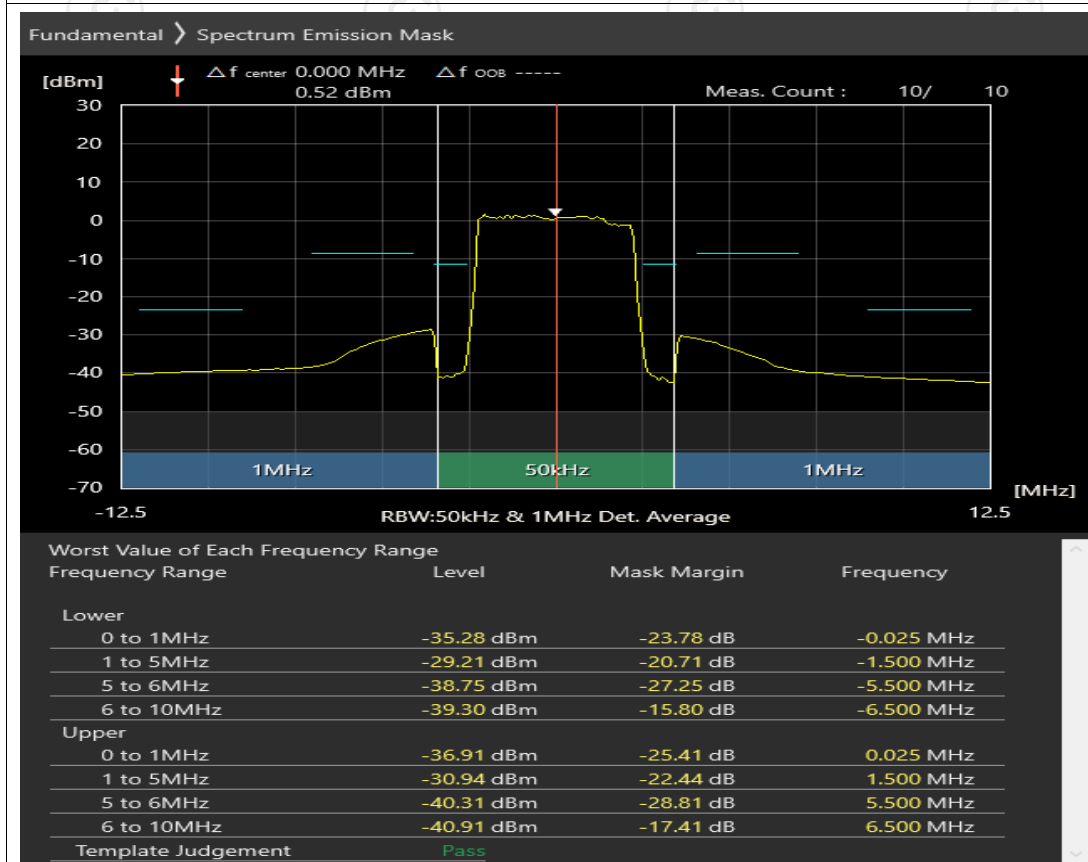 Fundamental ❯ Spectrum Emission Mask
[dBm] △f center 0.000 MHz △f OOB -----
0.52 dBm Meas. Count : 10/ 10
30
20
10
0
-10
-20
-30
-40
-50
-60
-70
1MHz 50kHz 1MHz
[MHz]
-12.5 RBW:50kHz & 1MHz Det. Average 12.5
Worst Value of Each Frequency Range
Frequency Range Level Mask Margin Frequency
Lower
0 to 1MHz -35.28 dBm -23.78 dB -0.025 MHz
1 to 5MHz -29.21 dBm -20.71 dB -1.500 MHz
5 to 6MHz -38.75 dBm -27.25 dB -5.500 MHz
6 to 10MHz -39.30 dBm -15.80 dB -6.500 MHz
Upper
0 to 1MHz -36.91 dBm -25.41 dB 0.025 MHz
1 to 5MHz -30.94 dBm -22.44 dB 1.500 MHz
5 to 6MHz -40.31 dBm -28.81 dB 5.500 MHz
6 to 10MHz -40.91 dBm -17.41 dB 6.500 MHz
Template Judgement Pass